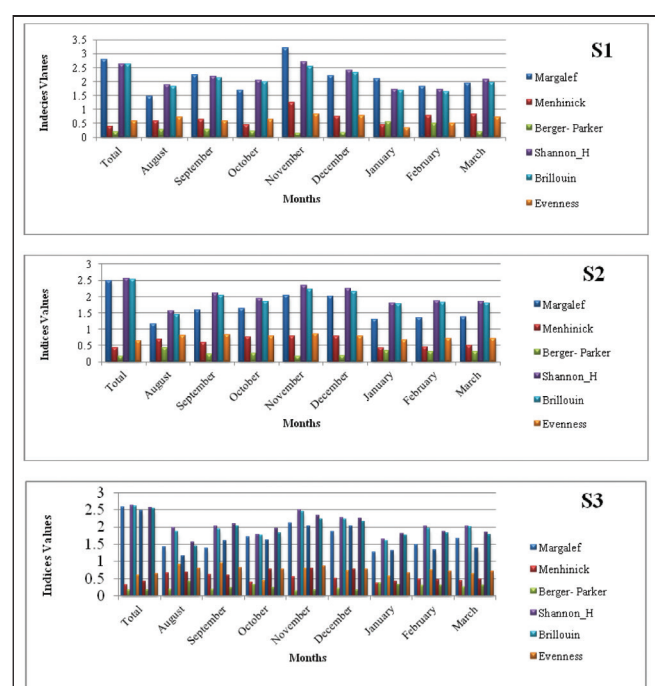 S1
3.5
3
2.5
2
1.5
1
0.5
0
Indecies Vlaues
Total
August
September
October
November
December
January
February
March
Months
Margalef
Menhinick
Berger- Parker
Shannon_H
Brillouin
Evenness
S2
3
2.5
2
1.5
1
0.5
0
Indices Values
Total
August
September
October
November
December
January
February
March
Months
Margalef
Menhinick
Berger- Parker
Shannon_H
Brillouin
Evenness
S3
3
2.5
2
1.5
1
0.5
0
Indices Values
Total
August
September
October
November
December
January
February
March
Months
Margalef
Menhinick
Berger- Parker
Shannon_H
Brillouin
Evenness